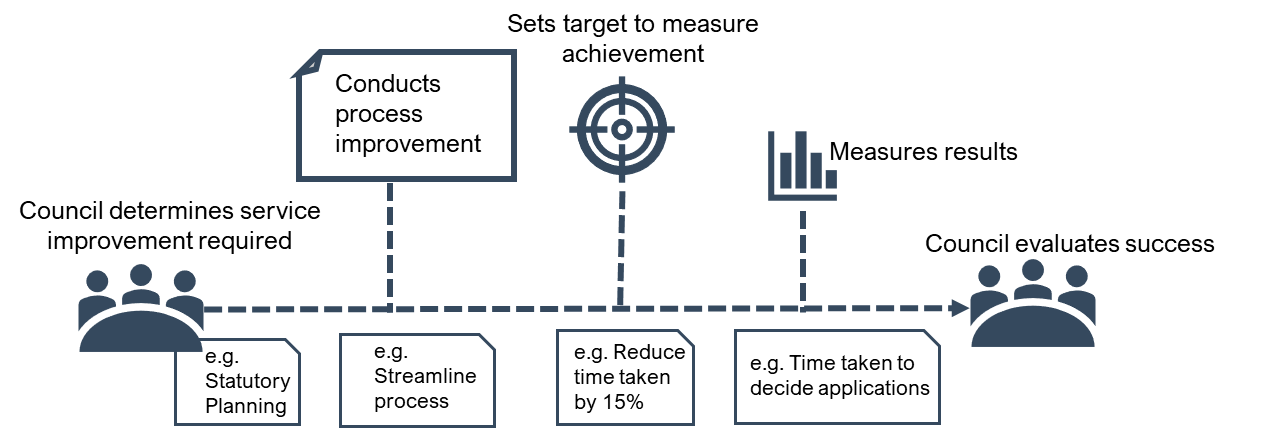 Sets target to measure
achievement
Conducts
process
improvement
Measures results
Council determines service
improvement required
Council evaluates success
e.g.
Statutory
Planning
e.g.
Streamline
process
e.g. Reduce
time taken
by 15%
e.g. Time taken to
decide applications